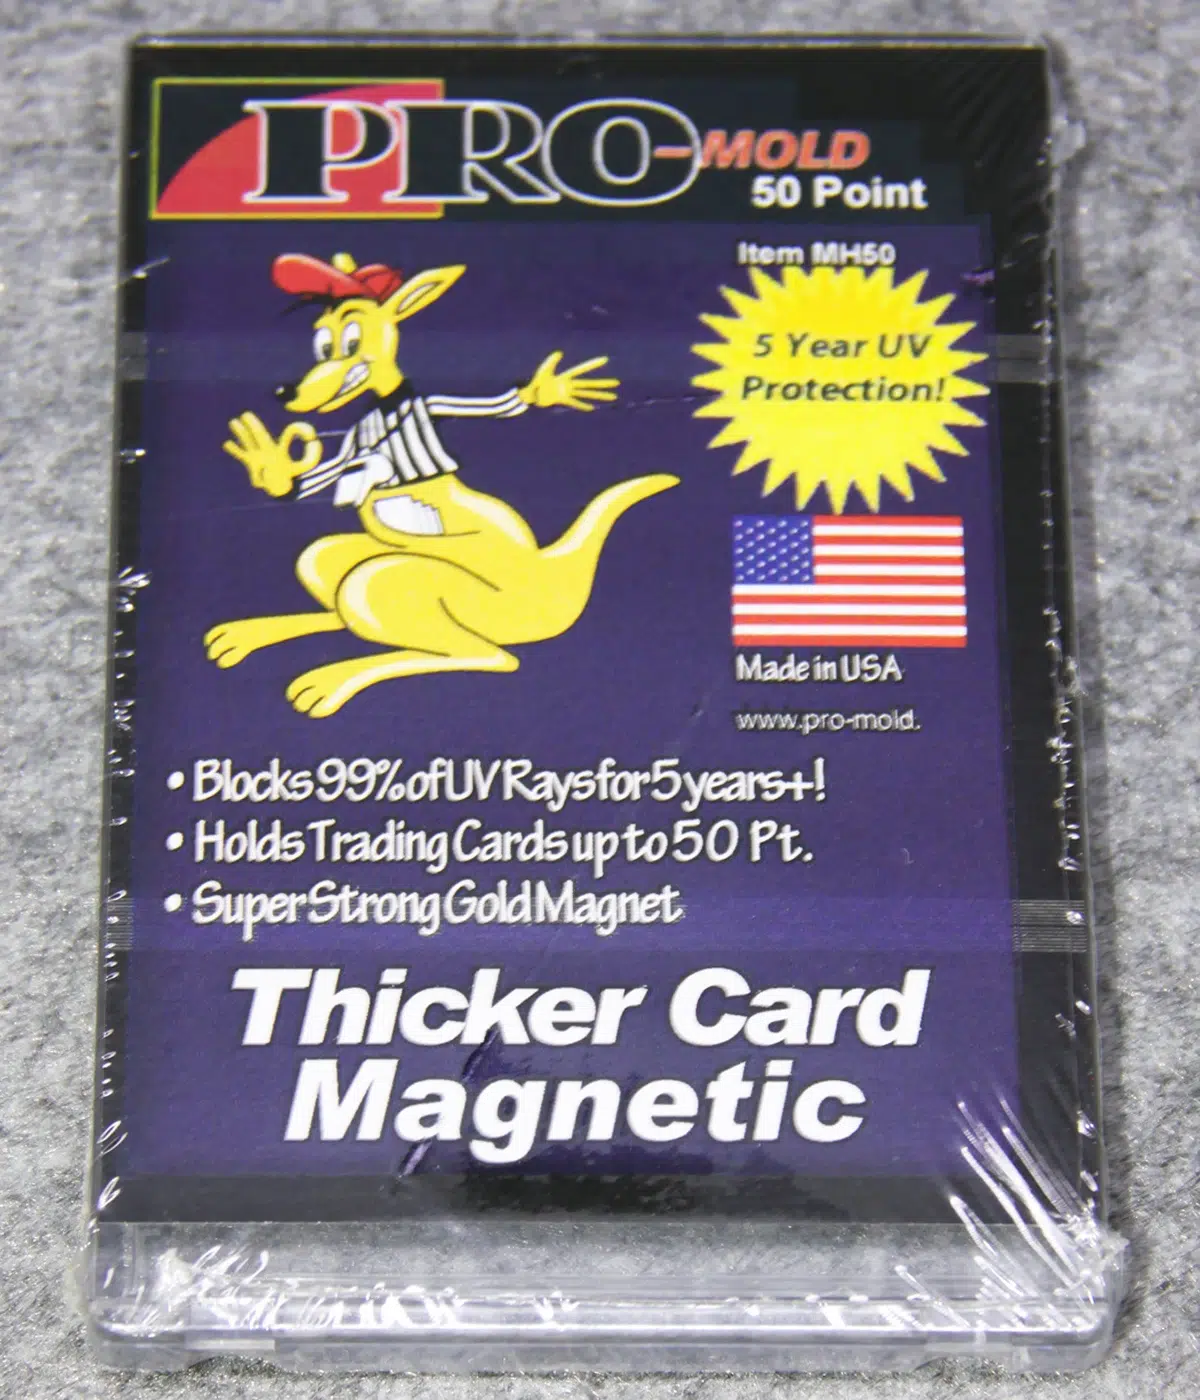 PRO-MOLD
50 Point
Item MH50
5 Year UV
Protection!
Made in USA
www.pro-mold.
• Blocks 99% of UV Rays for 5 years+!
• Holds Trading Cards up to 50 Pt.
• Super Strong Gold Magnet
Thicker Card
Magnetic